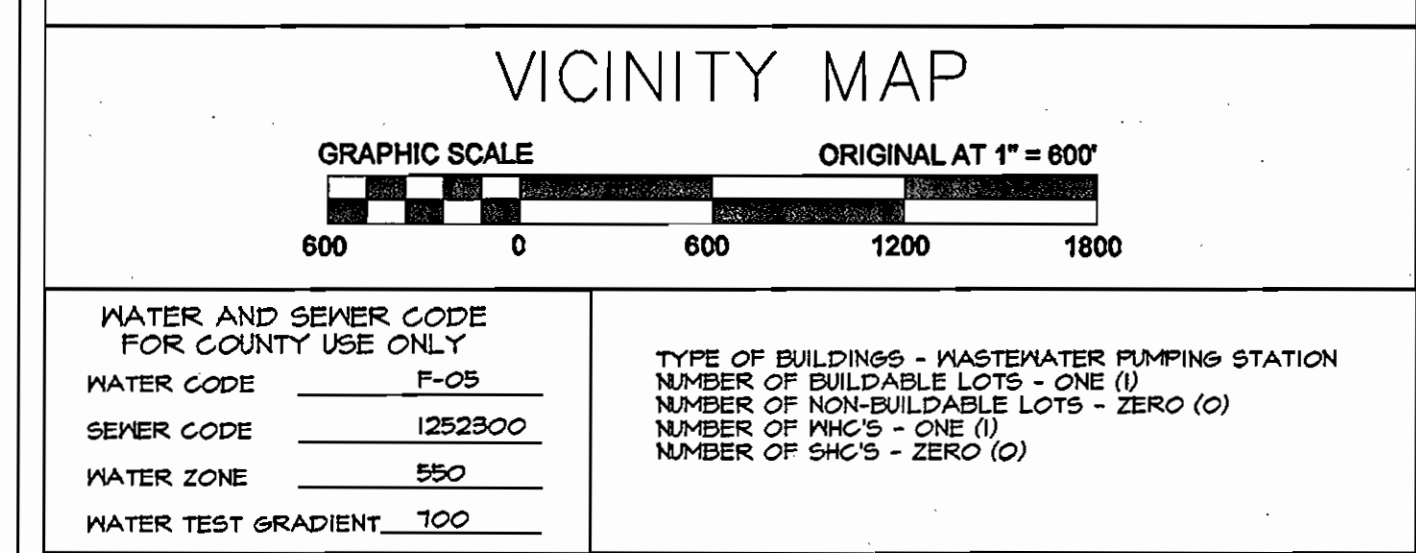 VICINITY MAP
GRAPHIC SCALE ORIGINAL AT 1" = 600'
600 0 600 1200 1800
WATER AND SEWER CODE
FOR COUNTY USE ONLY
WATER CODE F-05
SEWER CODE 1252300
WATER ZONE 550
WATER TEST GRADIENT 700
TYPE OF BUILDINGS - WASTEWATER PUMPING STATION
NUMBER OF BUILDABLE LOTS - ONE (1)
NUMBER OF NON-BUILDABLE LOTS - ZERO (0)
NUMBER OF WHC'S - ONE (1)
NUMBER OF SHC'S - ZERO (0)